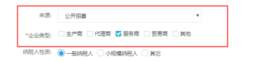 来源: 公开招募
*企业类型: 生产商 代理商 服务商 贸易商 其他
纳税人性质: 一般纳税人 小规模纳税人 其它